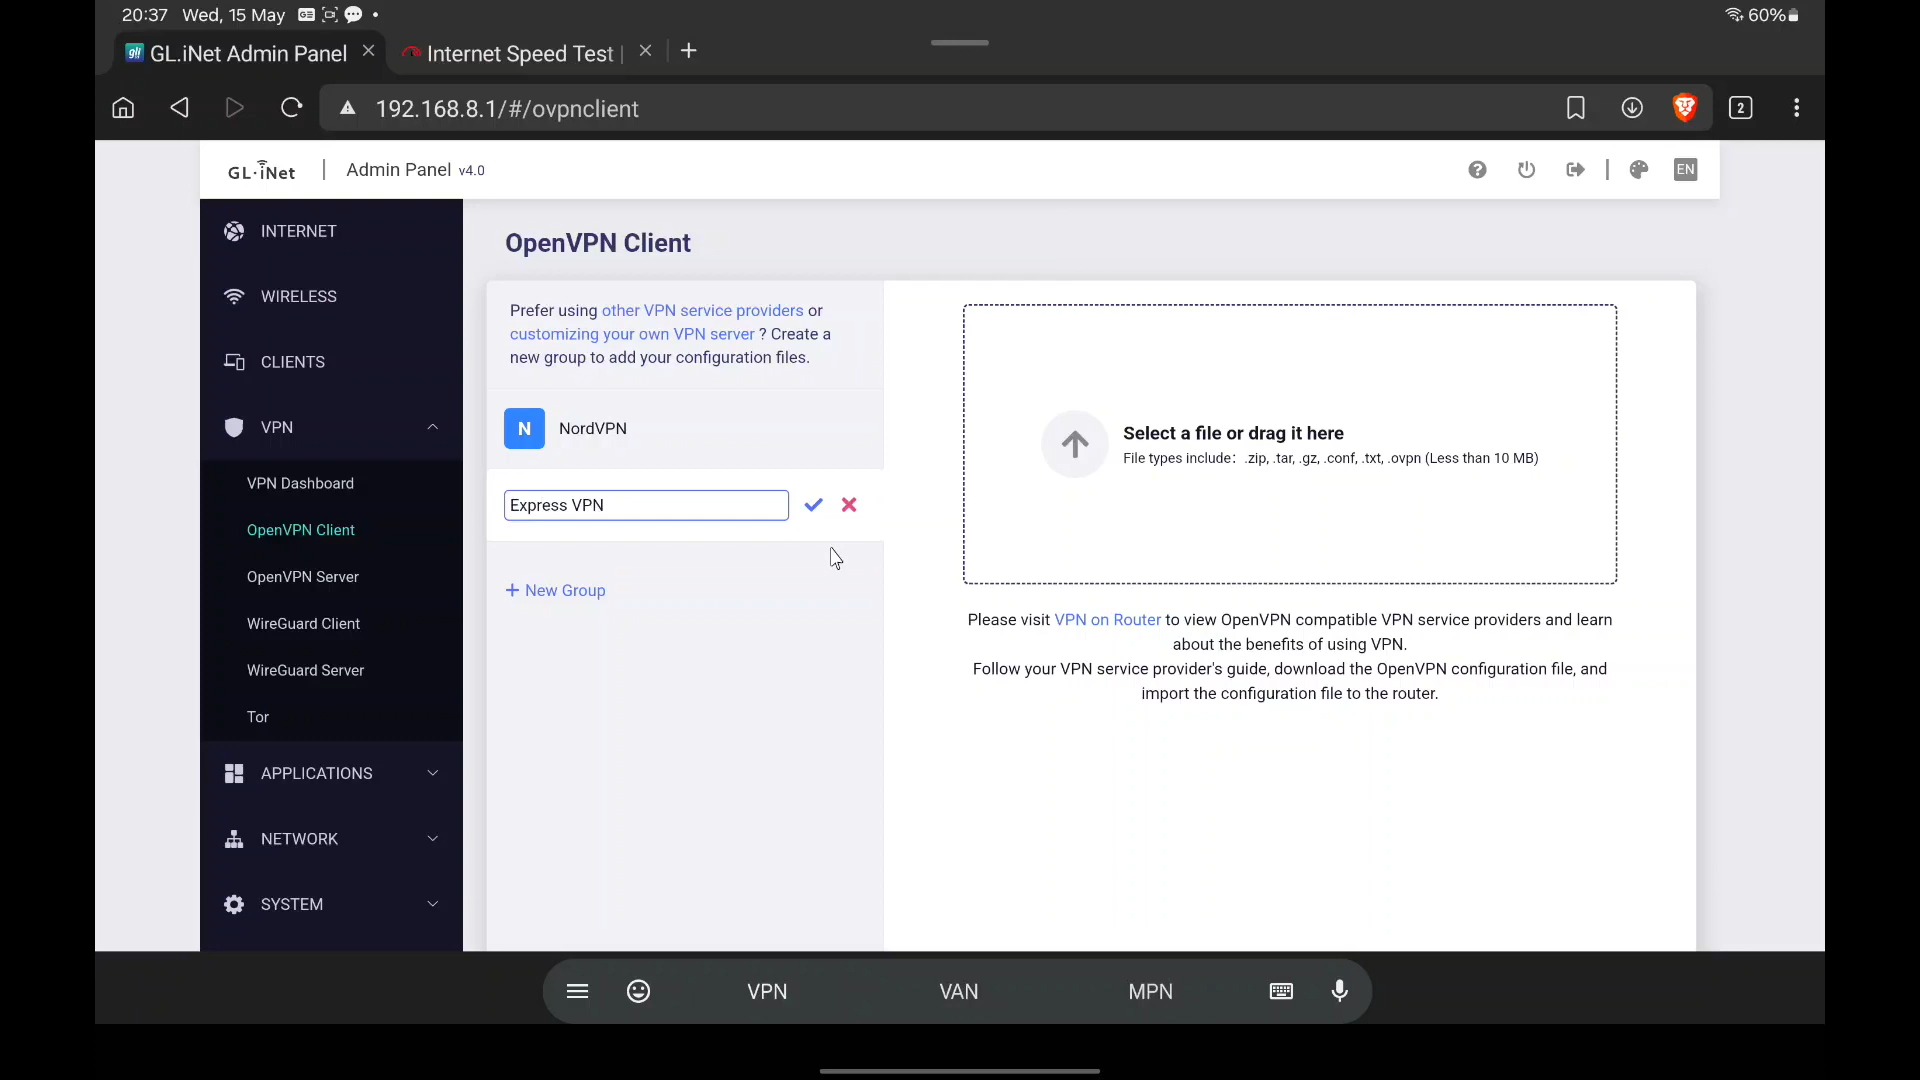 20:37 Wed, 15 May
60%
GL.iNet Admin Panel
Internet Speed Test |
192.168.8.1/#/ovpnclient
2
GL·iNet | Admin Panel v4.0
EN
INTERNET
WIRELESS
CLIENTS
VPN
VPN Dashboard
OpenVPN Client
OpenVPN Server
WireGuard Client
WireGuard Server
Tor
APPLICATIONS
NETWORK
SYSTEM
OpenVPN Client
Prefer using other VPN service providers or
customizing your own VPN server ? Create a
new group to add your configuration files.
N NordVPN
Express VPN
+ New Group
Select a file or drag it here
File types include: .zip, .tar, .gz, .conf, .txt, .ovpn (Less than 10 MB)
Please visit VPN on Router to view OpenVPN compatible VPN service providers and learn
about the benefits of using VPN.
Follow your VPN service provider's guide, download the OpenVPN configuration file, and
import the configuration file to the router.
VPN VAN MPN